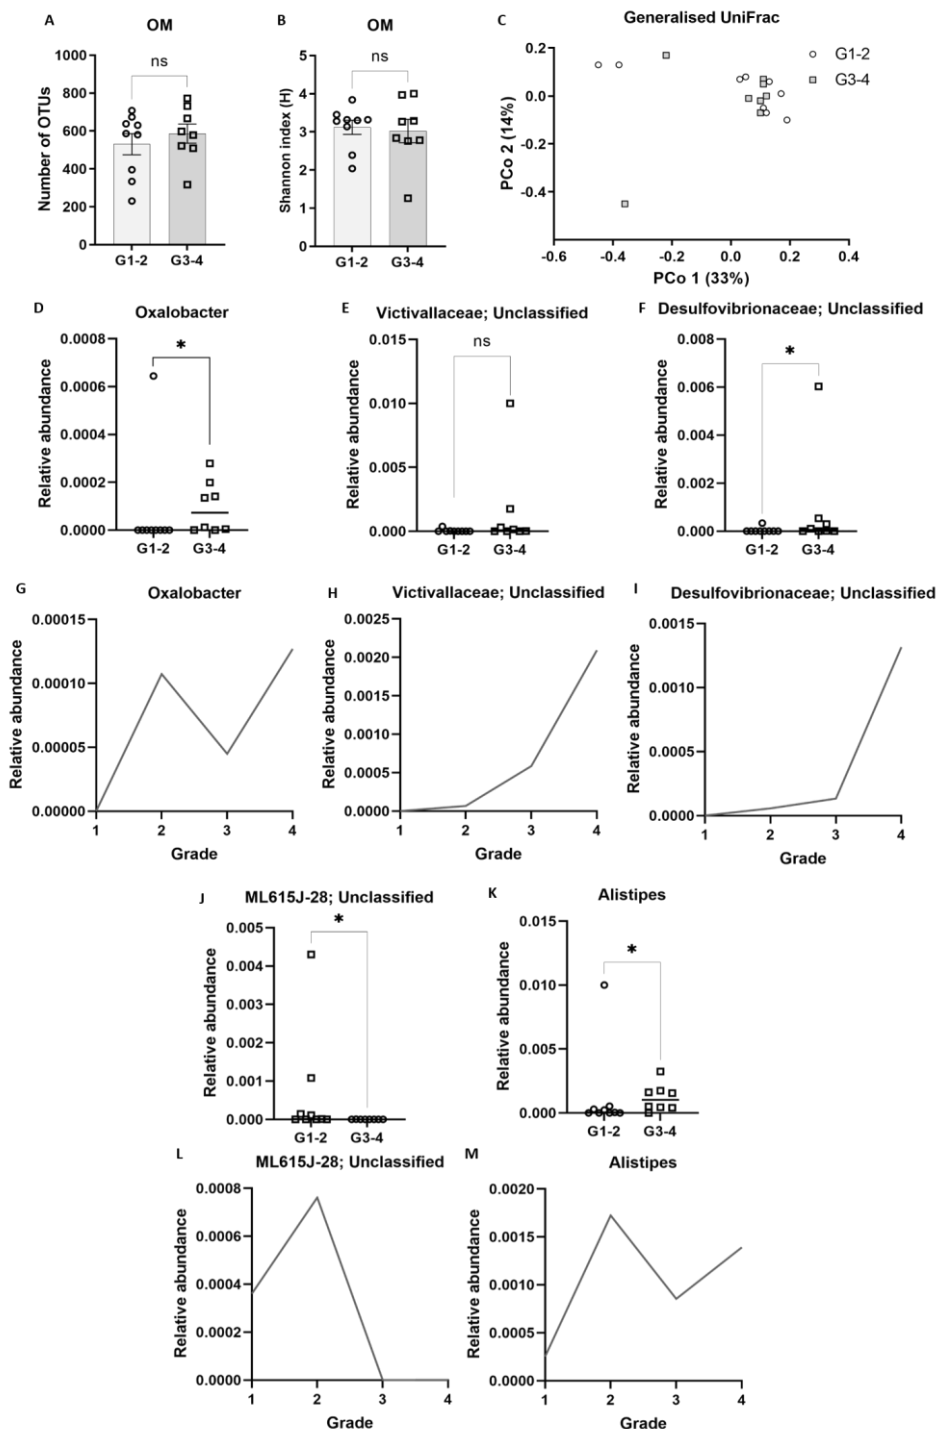 A
OM
ns
Number of OTUs
1000
800
600
400
200
0
G1-2
G3-4
B
OM
ns
Shannon index (H)
5
4
3
2
1
0
G1-2
G3-4
C
Generalised UniFrac
G1-2
G3-4
PCo 2 (14%)
0.2
0.0
-0.2
-0.4
-0.6
-0.4
-0.2
0.0
0.2
0.4
PCo 1 (33%)
D
Oxalobacter
*
Relative abundance
0.0008
0.0006
0.0004
0.0002
0.0000
G1-2
G3-4
E
Victivallaceae; Unclassified
ns
Relative abundance
0.015
0.010
0.005
0.000
G1-2
G3-4
F
Desulfovibrionaceae; Unclassified
*
Relative abundance
0.008
0.006
0.004
0.002
0.000
G1-2
G3-4
G
Oxalobacter
Relative abundance
0.00015
0.00010
0.00005
0.00000
1
2
3
4
Grade
H
Victivallaceae; Unclassified
Relative abundance
0.0025
0.0020
0.0015
0.0010
0.0005
0.0000
1
2
3
4
Grade
I
Desulfovibrionaceae; Unclassified
Relative abundance
0.0015
0.0010
0.0005
0.0000
1
2
3
4
Grade
J
ML615J-28; Unclassified
*
Relative abundance
0.005
0.004
0.003
0.002
0.001
0.000
G1-2
G3-4
K
Alistipes
*
Relative abundance
0.015
0.010
0.005
0.000
G1-2
G3-4
L
ML615J-28; Unclassified
Relative abundance
0.0008
0.0006
0.0004
0.0002
0.0000
1
2
3
4
Grade
M
Alistipes
Relative abundance
0.0020
0.0015
0.0010
0.0005
0.0000
1
2
3
4
Grade